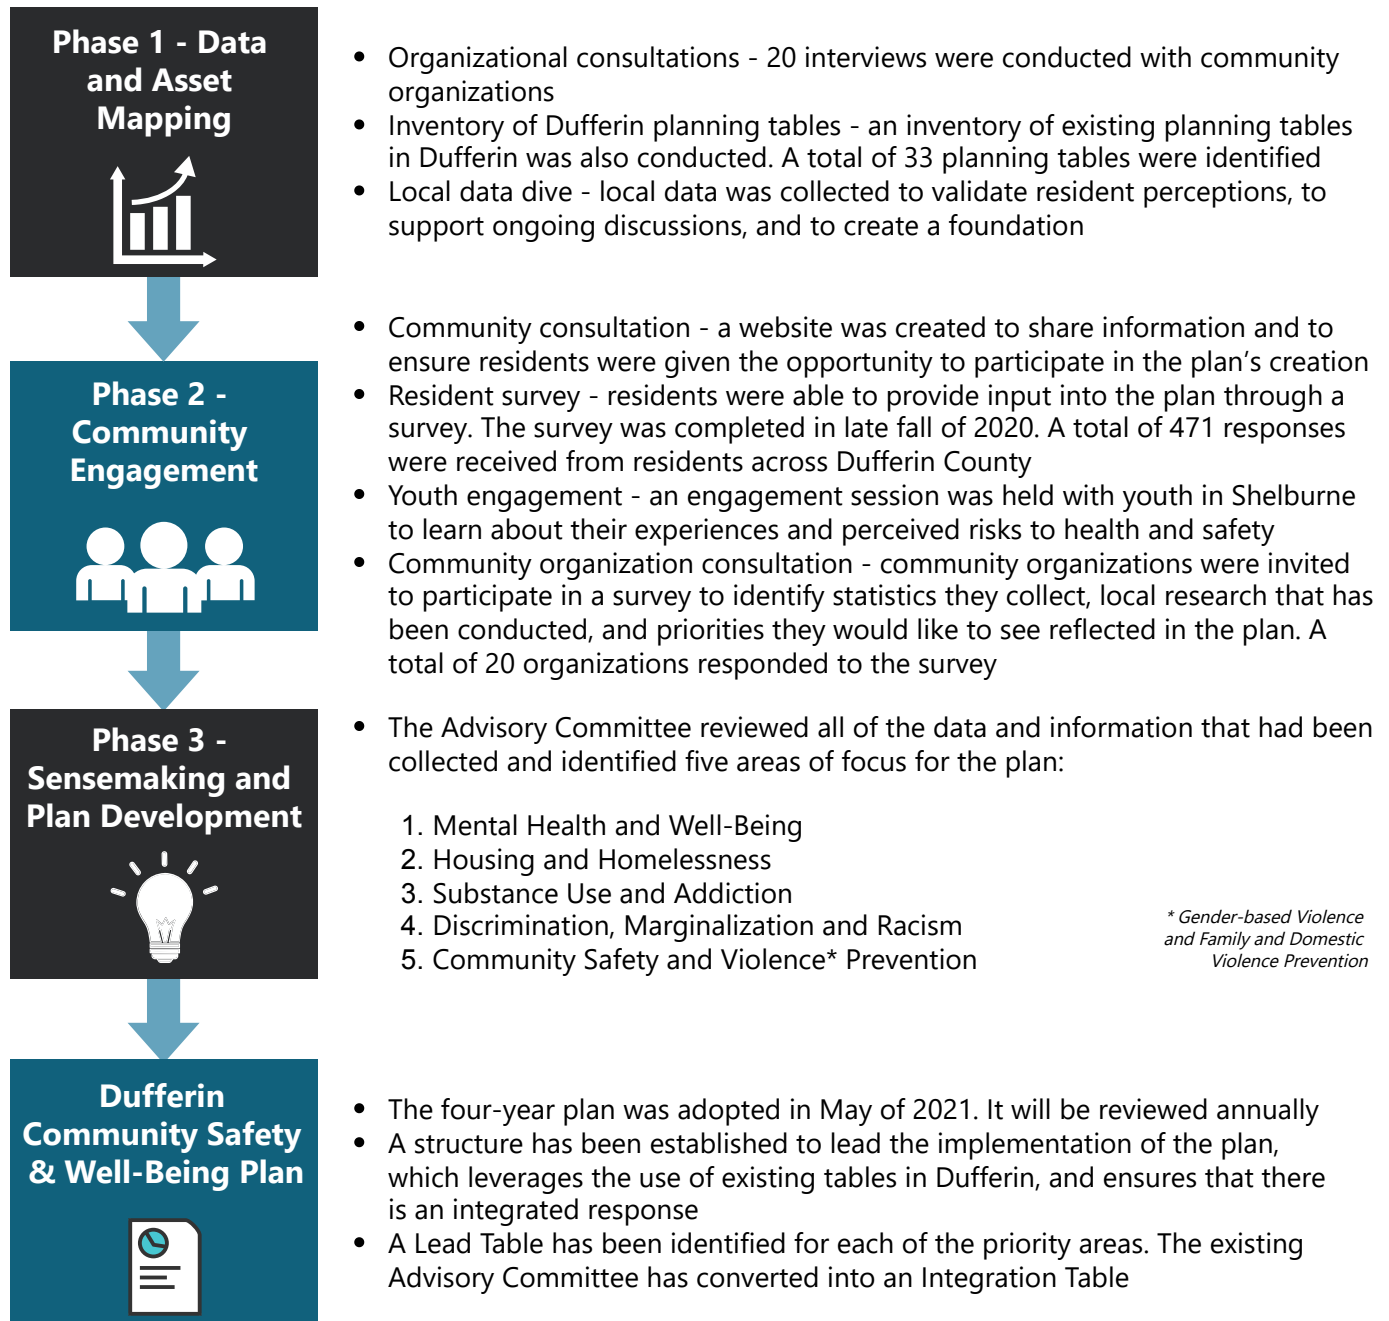 Phase 1 - Data
and Asset
Mapping
• Organizational consultations - 20 interviews were conducted with community
organizations
• Inventory of Dufferin planning tables - an inventory of existing planning tables
in Dufferin was also conducted. A total of 33 planning tables were identified
• Local data dive - local data was collected to validate resident perceptions, to
support ongoing discussions, and to create a foundation
Phase 2 -
Community
Engagement
• Community consultation - a website was created to share information and to
ensure residents were given the opportunity to participate in the plan’s creation
• Resident survey - residents were able to provide input into the plan through a
survey. The survey was completed in late fall of 2020. A total of 471 responses
were received from residents across Dufferin County
• Youth engagement - an engagement session was held with youth in Shelburne
to learn about their experiences and perceived risks to health and safety
• Community organization consultation - community organizations were invited
to participate in a survey to identify statistics they collect, local research that has
been conducted, and priorities they would like to see reflected in the plan. A
total of 20 organizations responded to the survey
Phase 3 -
Sensemaking and
Plan Development
• The Advisory Committee reviewed all of the data and information that had been
collected and identified five areas of focus for the plan:
1. Mental Health and Well-Being
2. Housing and Homelessness
3. Substance Use and Addiction
4. Discrimination, Marginalization and Racism
5. Community Safety and Violence* Prevention
* Gender-based Violence
and Family and Domestic
Violence Prevention
Dufferin
Community Safety
& Well-Being Plan
• The four-year plan was adopted in May of 2021. It will be reviewed annually
• A structure has been established to lead the implementation of the plan,
which leverages the use of existing tables in Dufferin, and ensures that there
is an integrated response
• A Lead Table has been identified for each of the priority areas. The existing
Advisory Committee has converted into an Integration Table